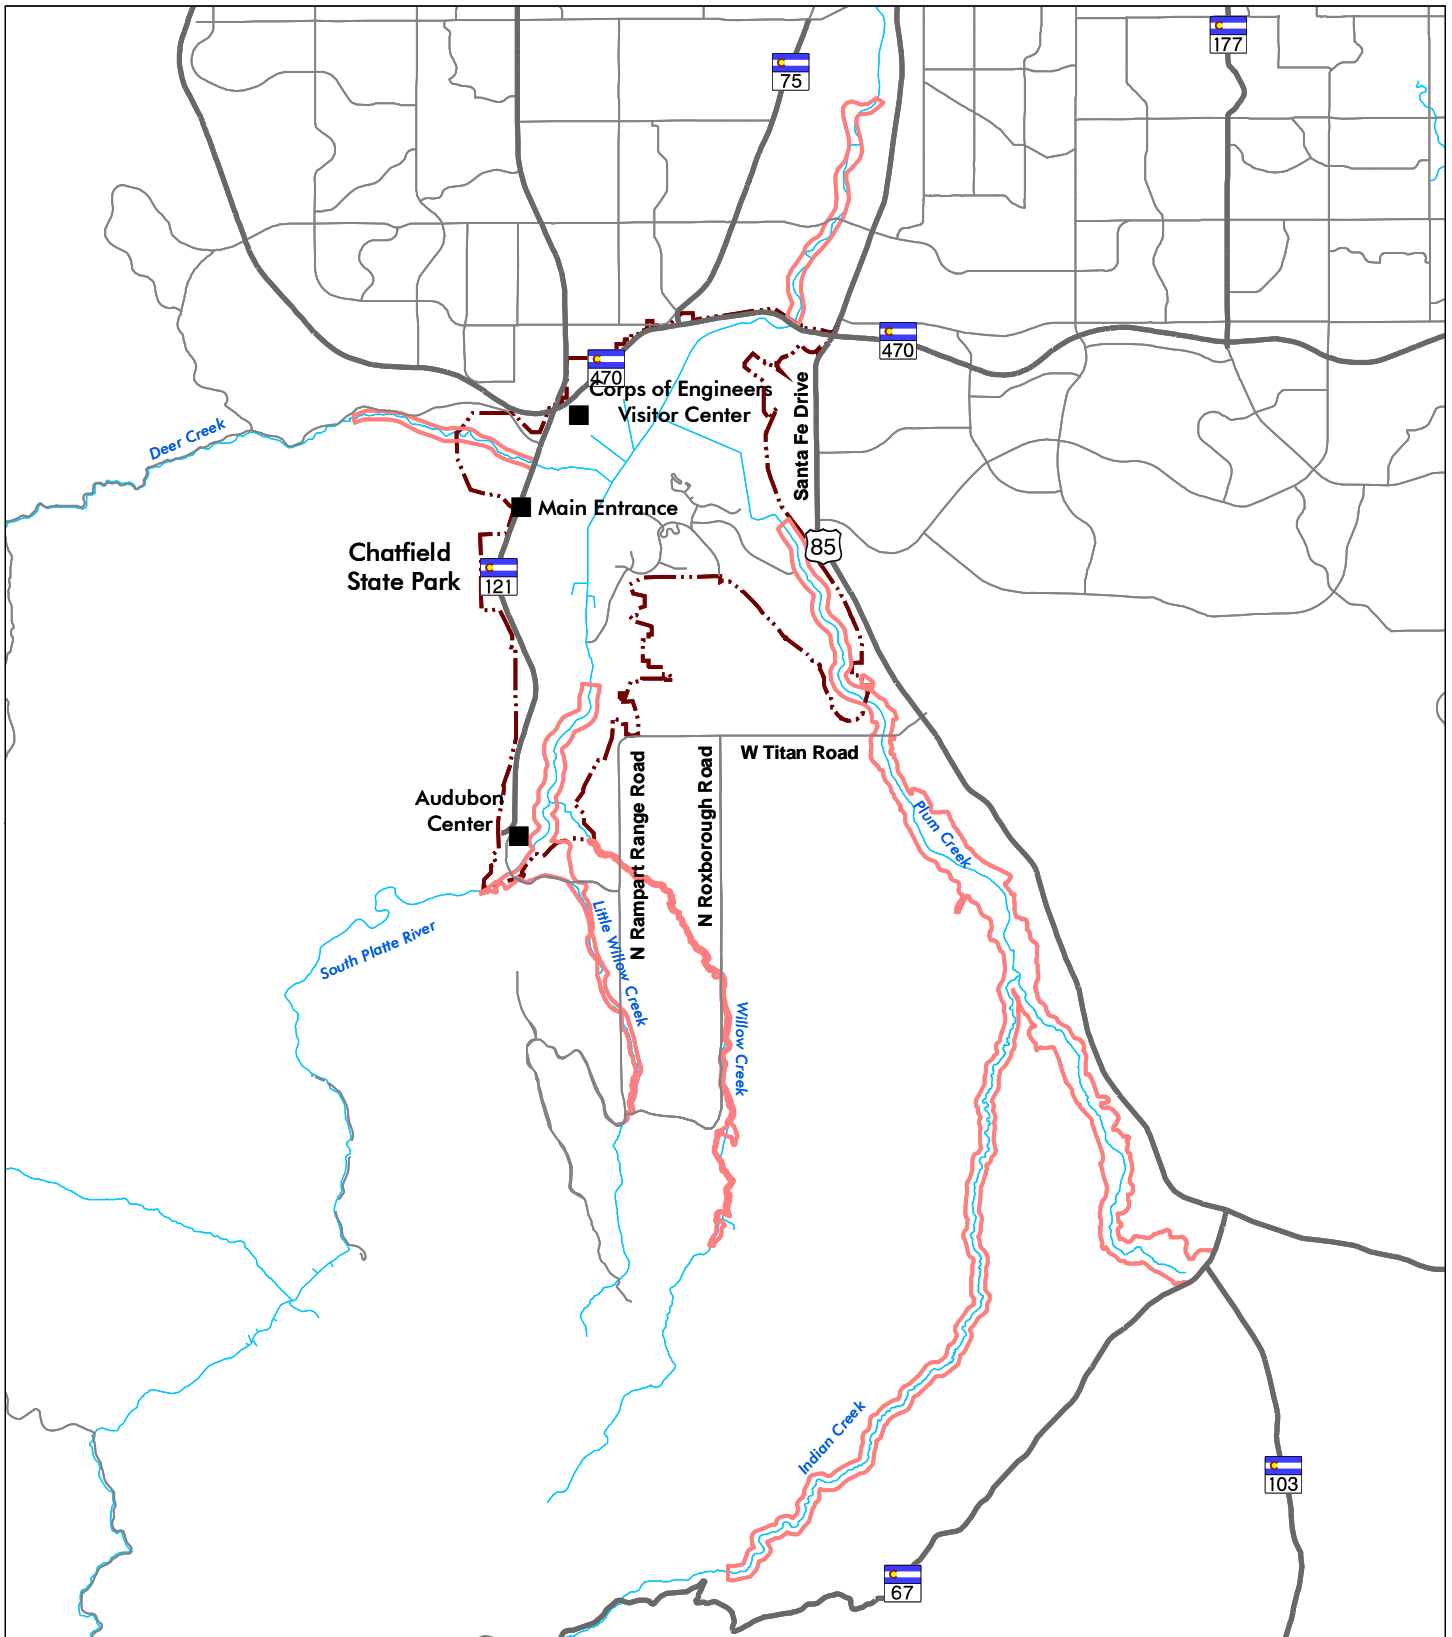 177
75
470
470
Corps of Engineers
Visitor Center
Santa Fe Drive
Deer Creek
Main Entrance
85
Chatfield
State Park
121
W Titan Road
N Rampart Range Road
N Roxborough Road
Audubon
Center
Plum Creek
Little Willow Creek
South Platte River
Willow Creek
Indian Creek
103
67